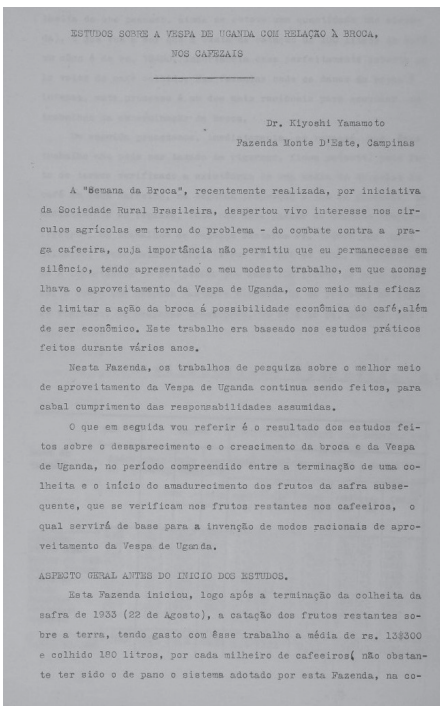 ESTUDOS SOBRE A VESPA DE UGANDA COM RELAÇÃO À BROCA,
NOS CAFEZAIS
Dr. Kiyoshi Yamamoto
Fazenda Monte D'Este, Campinas
A "Semana da Broca", recentemente realizada, por iniciativa
da Sociedade Rural Brasileira, despertou vivo interesse nos cir-
culos agrícolas em torno do problema - do combate contra a pra-
ga cafeeira, cuja importância não permitiu que eu permanecesse em
silêncio, tendo apresentado o meu modesto trabalho, em que aconse
lhava o aproveitamento da Vespa de Uganda, como meio mais eficaz
de limitar a ação da broca á possibilidade econômica do café,além
de ser econômico. Este trabalho era baseado nos estudos práticos
feitos durante vários anos.
Nesta Fazenda, os trabalhos de pesquiza sobre o melhor meio
de aproveitamento da Vespa de Uganda continua sendo feitos, para
cabal cumprimento das responsabilidades assumidas.
O que em seguida vou referir é o resultado dos estudos fei-
tos sobre o desaparecimento e o crescimento da broca e da Vespa
de Uganda, no período compreendido entre a terminação de uma co-
lheita e o início do amadurecimento dos frutos da safra subse-
quente, que se verificam nos frutos restantes nos cafeeiros, o
qual servirá de base para a invenção de modos racionais de apro-
veitamento da Vespa de Uganda.
ASPECTO GERAL ANTES DO INICIO DOS ESTUDOS.
Esta Fazenda iniciou, logo após a terminação da colheita da
safra de 1933 (22 de Agosto), a catação dos frutos restantes so-
bre a terra, tendo gasto com êsse trabalho a média de rs. 13$300
e colhido 180 litros, por cada milheiro de cafeeiros, não obstan-
te ter sido o de pano o sistema adotado por esta Fazenda, na co-